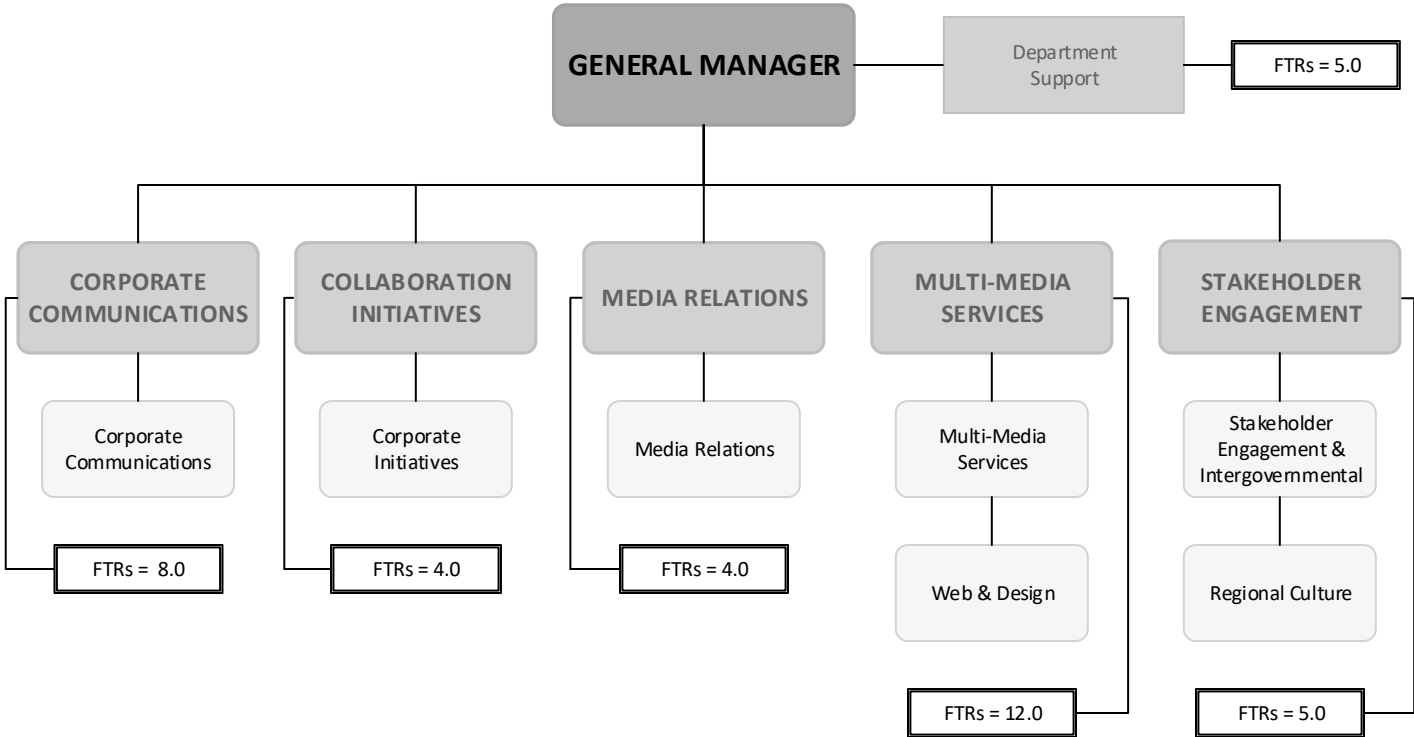 GENERAL MANAGER
Department
Support
FTRs = 5.0
CORPORATE
COMMUNICATIONS
COLLABORATION
INITIATIVES
MEDIA RELATIONS
MULTI-MEDIA
SERVICES
STAKEHOLDER
ENGAGEMENT
Corporate
Communications
Corporate
Initiatives
Media Relations
Multi-Media
Services
Stakeholder
Engagement &
Intergovernmental
FTRs = 8.0
FTRs = 4.0
FTRs = 4.0
Web & Design
Regional Culture
FTRs = 12.0
FTRs = 5.0